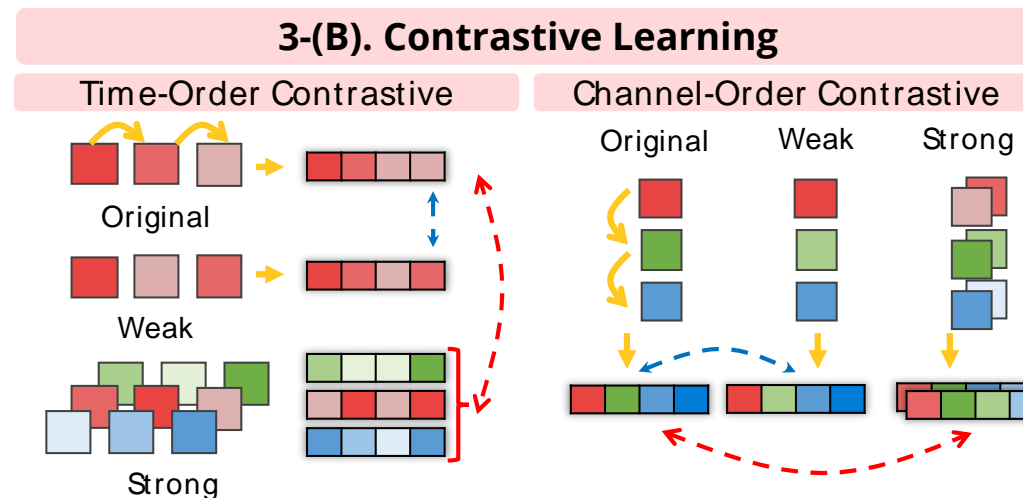 3-(B). Contrastive Learning
Time-Order Contrastive
Channel-Order Contrastive
Original
Weak
Strong
Original
Weak
Strong